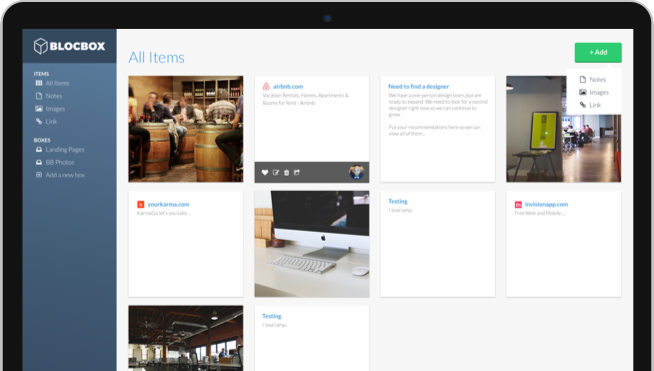 BLOCBOX
ITEMS
All Items
Notes
Images
Link
BOXES
Landing Pages
BB Photos
Add a new box
All Items
+ Add
Notes
Images
Link
airbnb.com
Vacation Rentals, Homes, Apartments &
Rooms for Rent - Airbnb
Need to find a designer
We have a one-person design team, but are
ready to expand. We need to look for a second
designer right now so we can continue to
grow.
Put your recommendations here so we can
view all of them...
yourkarma.com
KarmaGo let's you take...
Testing
I love ramp.
invisionapp.com
Free Web and Mobile...
Testing
I love ramp.